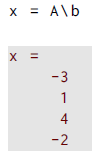 x = A\b
x =
-3
1
4
-2